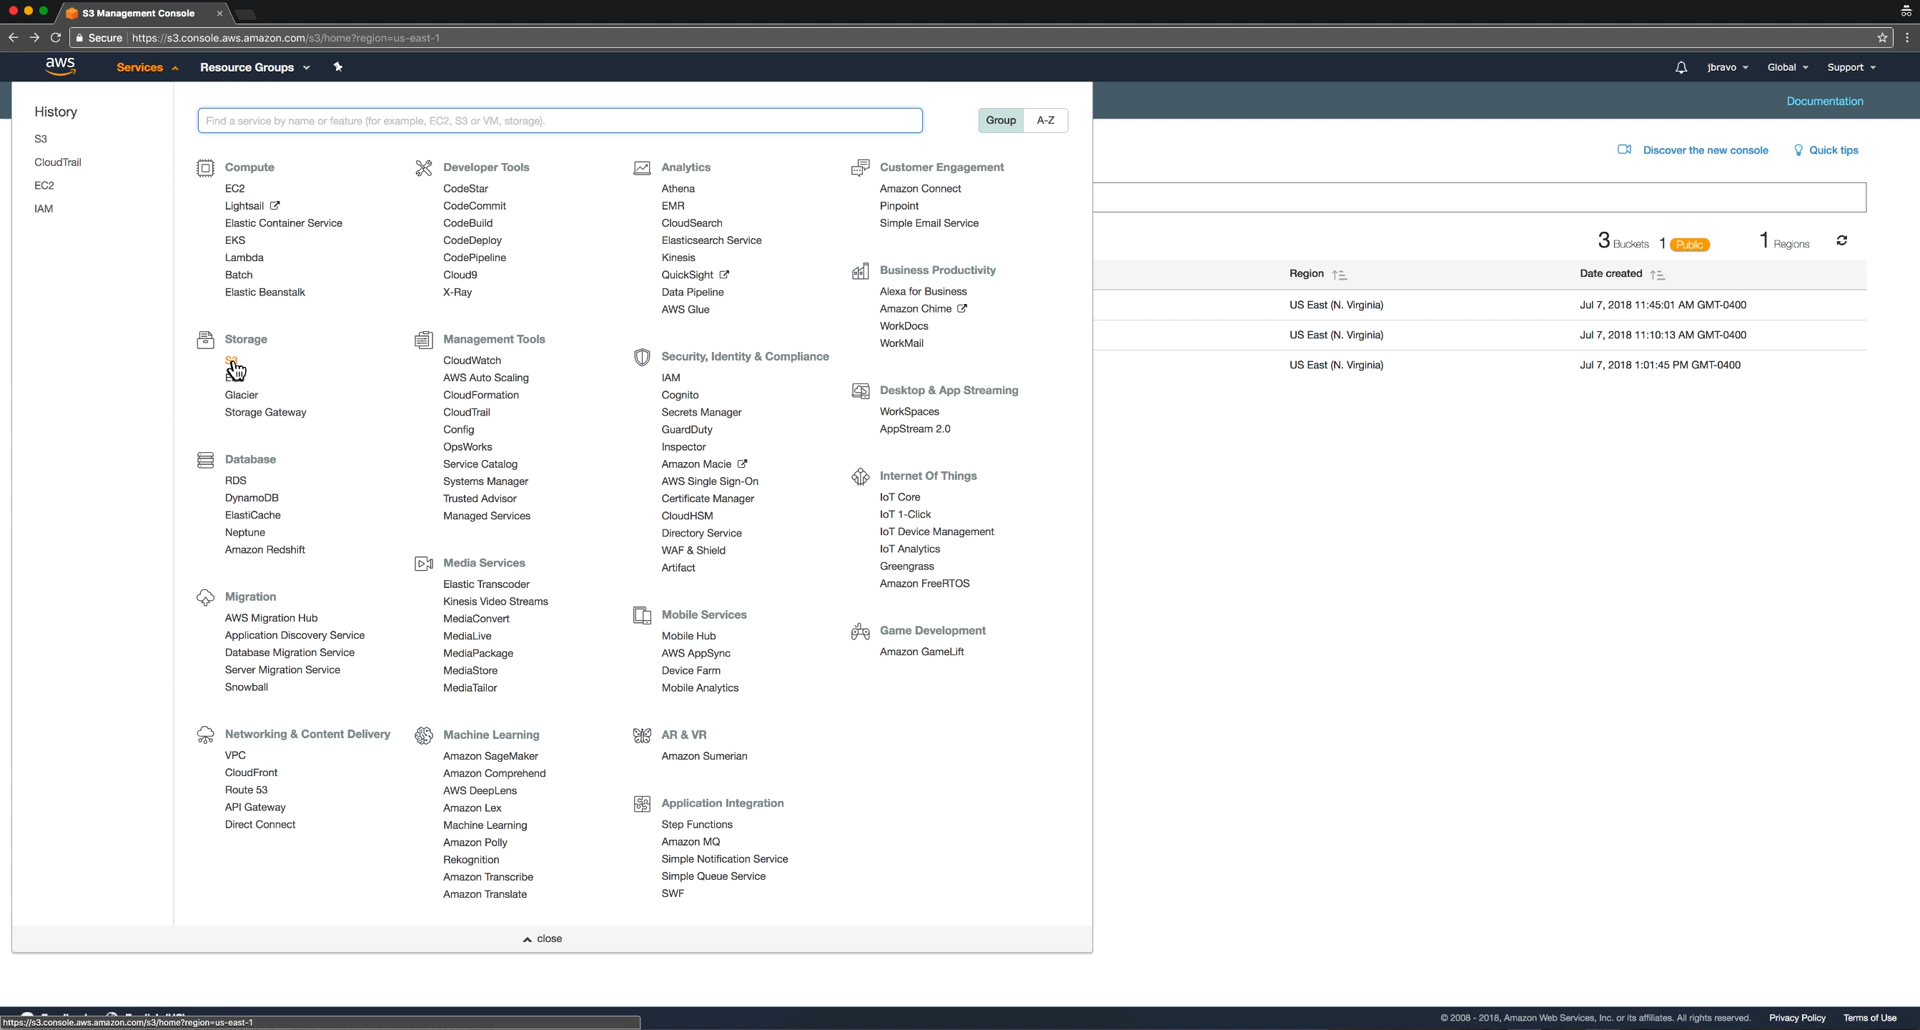 S3 Management Console
Secure https://s3.console.aws.amazon.com/s3/home?region=us-east-1
aws Services Resource Groups jbravo Global Support
Documentation
Discover the new console Quick tips
3 Buckets 1 Public 1 Regions
Region Date created
US East (N. Virginia) Jul 7, 2018 11:45:01 AM GMT-0400
US East (N. Virginia) Jul 7, 2018 11:10:13 AM GMT-0400
US East (N. Virginia) Jul 7, 2018 1:01:45 PM GMT-0400
History
S3
CloudTrail
EC2
IAM
Find a service by name or feature (for example, EC2, S3 or VM, storage).
Group A-Z
Compute
EC2
Lightsail
Elastic Container Service
EKS
Lambda
Batch
Elastic Beanstalk
Storage
S3
Glacier
Storage Gateway
Database
RDS
DynamoDB
ElastiCache
Neptune
Amazon Redshift
Migration
AWS Migration Hub
Application Discovery Service
Database Migration Service
Server Migration Service
Snowball
Networking & Content Delivery
VPC
CloudFront
Route 53
API Gateway
Direct Connect
Developer Tools
CodeStar
CodeCommit
CodeBuild
CodeDeploy
CodePipeline
Cloud9
X-Ray
Management Tools
CloudWatch
AWS Auto Scaling
CloudFormation
CloudTrail
Config
OpsWorks
Service Catalog
Systems Manager
Trusted Advisor
Managed Services
Media Services
Elastic Transcoder
Kinesis Video Streams
MediaConvert
MediaLive
MediaPackage
MediaStore
MediaTailor
Machine Learning
Amazon SageMaker
Amazon Comprehend
AWS DeepLens
Amazon Lex
Machine Learning
Amazon Polly
Rekognition
Amazon Transcribe
Amazon Translate
Analytics
Athena
EMR
CloudSearch
Elasticsearch Service
Kinesis
QuickSight
Data Pipeline
AWS Glue
Security, Identity & Compliance
IAM
Cognito
Secrets Manager
GuardDuty
Inspector
Amazon Macie
AWS Single Sign-On
Certificate Manager
CloudHSM
Directory Service
WAF & Shield
Artifact
Mobile Services
Mobile Hub
AWS AppSync
Device Farm
Mobile Analytics
AR & VR
Amazon Sumerian
Application Integration
Step Functions
Amazon MQ
Simple Notification Service
Simple Queue Service
SWF
Customer Engagement
Amazon Connect
Pinpoint
Simple Email Service
Business Productivity
Alexa for Business
Amazon Chime
WorkDocs
WorkMail
Desktop & App Streaming
WorkSpaces
AppStream 2.0
Internet Of Things
IoT Core
IoT 1-Click
IoT Device Management
IoT Analytics
Greengrass
Amazon FreeRTOS
Game Development
Amazon GameLift
close
https://s3.console.aws.amazon.com/s3/home?region=us-east-1
© 2008 - 2018, Amazon Web Services, Inc. or its affiliates. All rights reserved. Privacy Policy Terms of Use